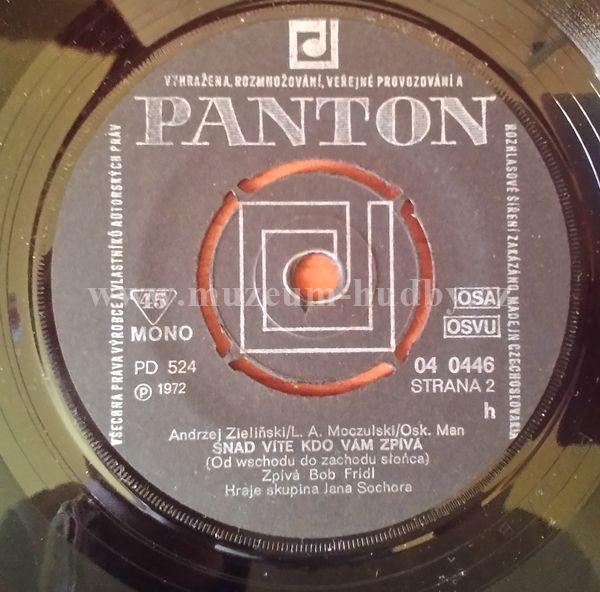 VYHRAŽENA, ROZMNOŽOVÁNÍ, VEŘEJNÉ PROVOZOVÁNÍ A
PANTON
VŠECHNA PRÁVA VÝROBCE A VLASTNÍKŮ AUTORSKÝCH PRÁV
ROZHLASOVÉ ŠÍŘENÍ ZAKÁZÁNO, MADE IN CZECHOSLOVAKIA
www.muzeum-hudby.cz
45
MONO
OSA
OSVU
PD 524
04 0446
℗ 1972
STRANA 2
h
Andrzej Zieliński/L. A. Moczulski/Osk. Man
SNAD VÍTE KDO VÁM ZPÍVÁ
(Od wschodu do zachodu słońca)
Zpívá Bob Frídl
Hraje skupina Jana Sochora